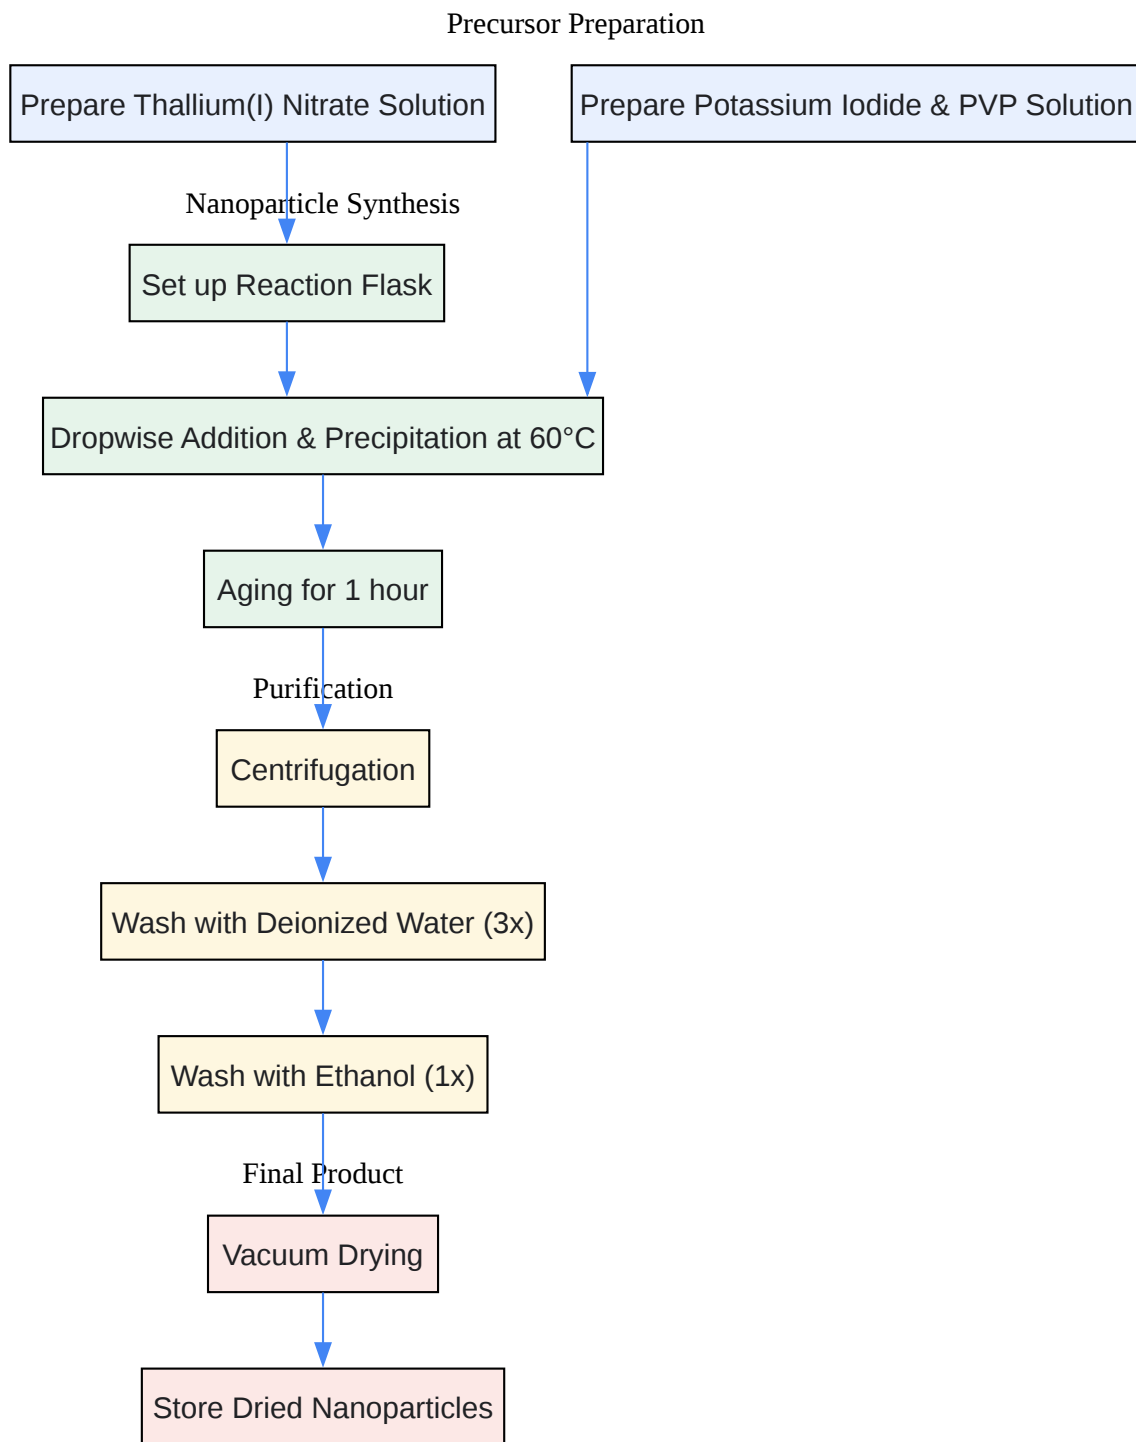 Precursor Preparation
Prepare Thallium(I) Nitrate Solution
Prepare Potassium Iodide & PVP Solution
Nanoparticle Synthesis
Set up Reaction Flask
Dropwise Addition & Precipitation at 60°C
Aging for 1 hour
Purification
Centrifugation
Wash with Deionized Water (3x)
Wash with Ethanol (1x)
Final Product
Vacuum Drying
Store Dried Nanoparticles